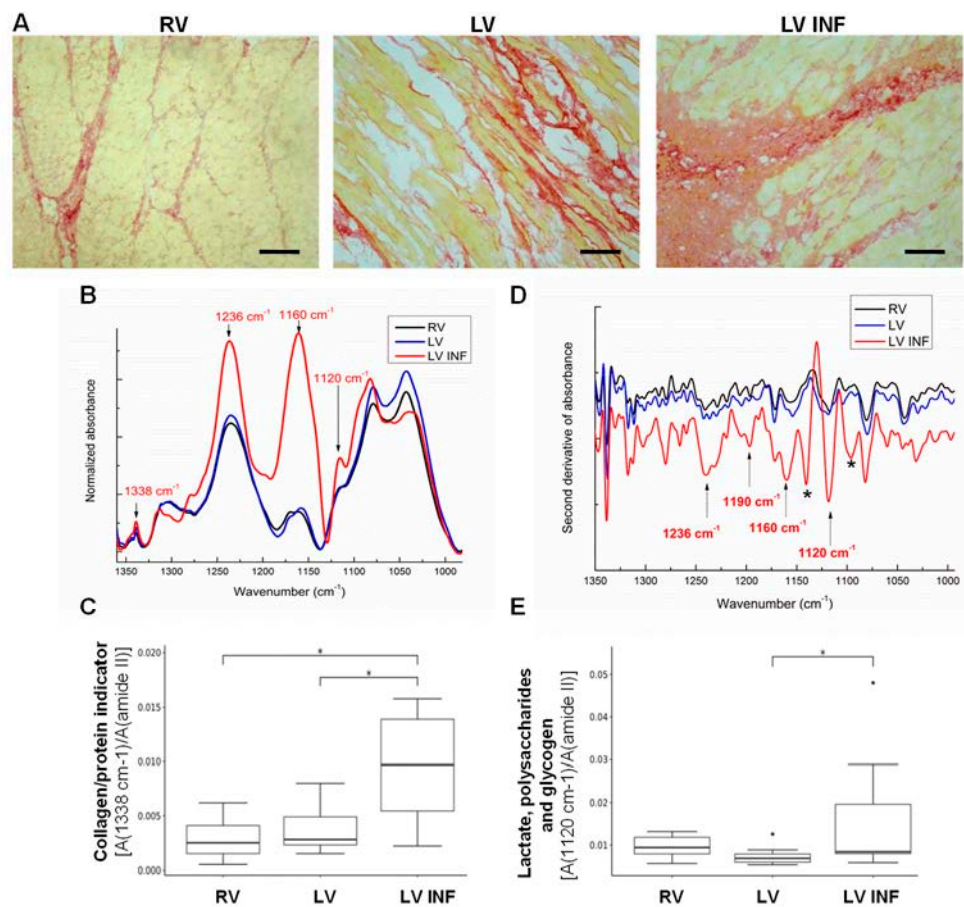 A
RV
LV
LV INF
B
1236 cm-1
1160 cm-1
1120 cm-1
1338 cm-1
RV
LV
LV INF
Normalized absorbance
1350 1300 1250 1200 1150 1100 1050 1000
Wavenumber (cm-1)
D
RV
LV
LV INF
Second derivative of absorbance
1236 cm-1
1190 cm-1
1160 cm-1
1120 cm-1
*
*
1350 1300 1250 1200 1150 1100 1050 1000
Wavenumber (cm-1)
C
Collagen/protein indicator
[A(1338 cm-1)/A(amide II)]
0.020
0.015
0.010
0.005
0.000
*
*
RV LV LV INF
E
Lactate, polysaccharides
and glycogen
[A(1120 cm-1)/A(amide II)]
0.05
0.04
0.03
0.02
0.01
*
RV LV LV INF